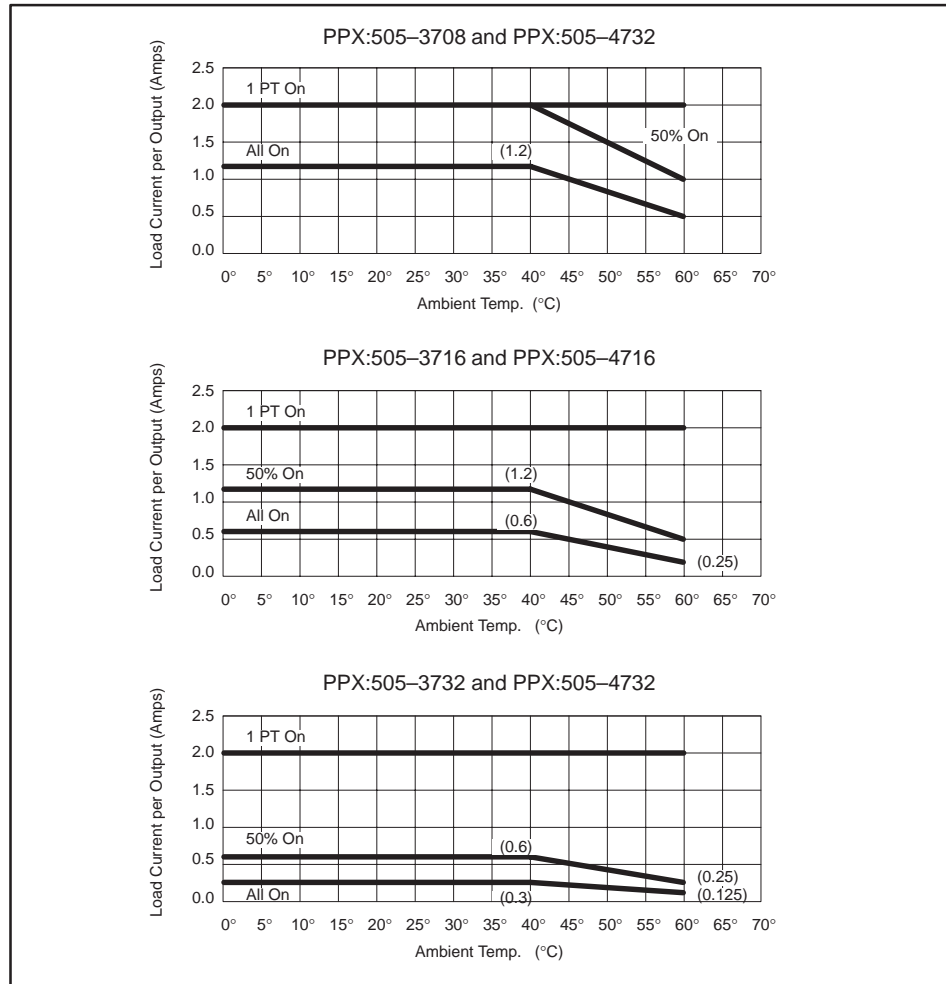 PPX:505–3708 and PPX:505–4732
Load Current per Output (Amps)
2.5
2.0
1.5
1.0
0.5
0.0
1 PT On
50% On
All On
(1.2)
0° 5° 10° 15° 20° 25° 30° 35° 40° 45° 50° 55° 60° 65° 70°
Ambient Temp. (°C)
PPX:505–3716 and PPX:505–4716
Load Current per Output (Amps)
2.5
2.0
1.5
1.0
0.5
0.0
1 PT On
50% On
(1.2)
All On
(0.6)
(0.25)
0° 5° 10° 15° 20° 25° 30° 35° 40° 45° 50° 55° 60° 65° 70°
Ambient Temp. (°C)
PPX:505–3732 and PPX:505–4732
Load Current per Output (Amps)
2.5
2.0
1.5
1.0
0.5
0.0
1 PT On
50% On
(0.6)
(0.25)
All On
(0.3)
(0.125)
0° 5° 10° 15° 20° 25° 30° 35° 40° 45° 50° 55° 60° 65° 70°
Ambient Temp. (°C)